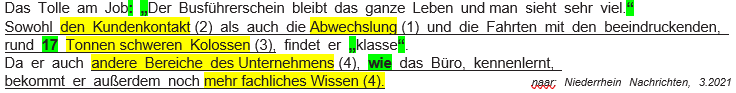 Das Tolle am Job: „Der Busführerschein bleibt das ganze Leben und man sieht sehr viel.“
Sowohl den Kundenkontakt (2) als auch die Abwechslung (1) und die Fahrten mit den beeindruckenden,
rund 17 Tonnen schweren Kolossen (3), findet er „klasse“.
Da er auch andere Bereiche des Unternehmens (4), wie das Büro, kennenlernt,
bekommt er außerdem noch mehr fachliches Wissen (4). naar: Niederrhein Nachrichten, 3.2021